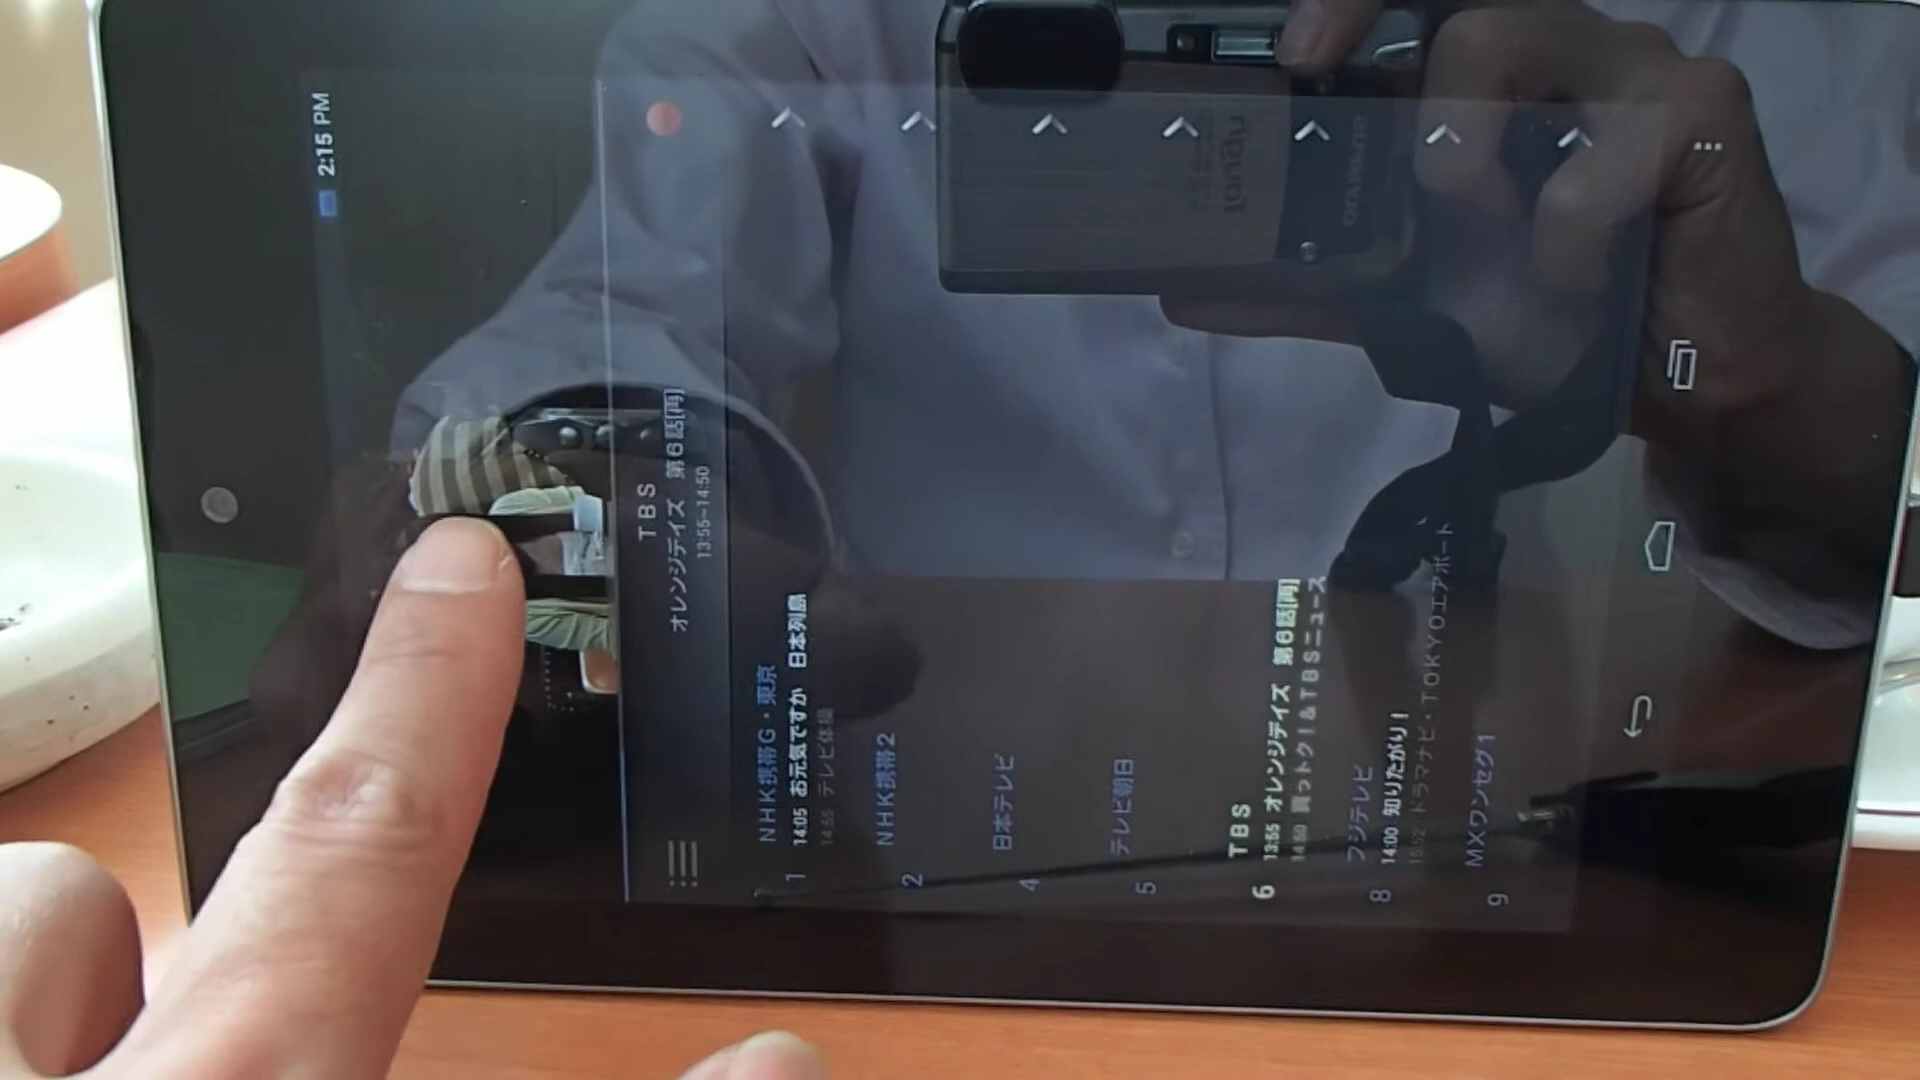 2:15 PM
TBS
オレンジデイズ 第6話[再]
13:55~14:50
1 NHK携帯G・東京
14:05 お元気ですか 日本列島
14:55 テレビ体操
2 NHK携帯2
4 日本テレビ
5 テレビ朝日
6 TBS
13:55 オレンジデイズ 第6話[再]
14:50 買っトク!&TBSニュース
8 フジテレビ
14:00 知りたがり!
15:52 ドラマナビ・TOKYOエアポート
9 MXワンセグ1
OLYMPUS
Tough